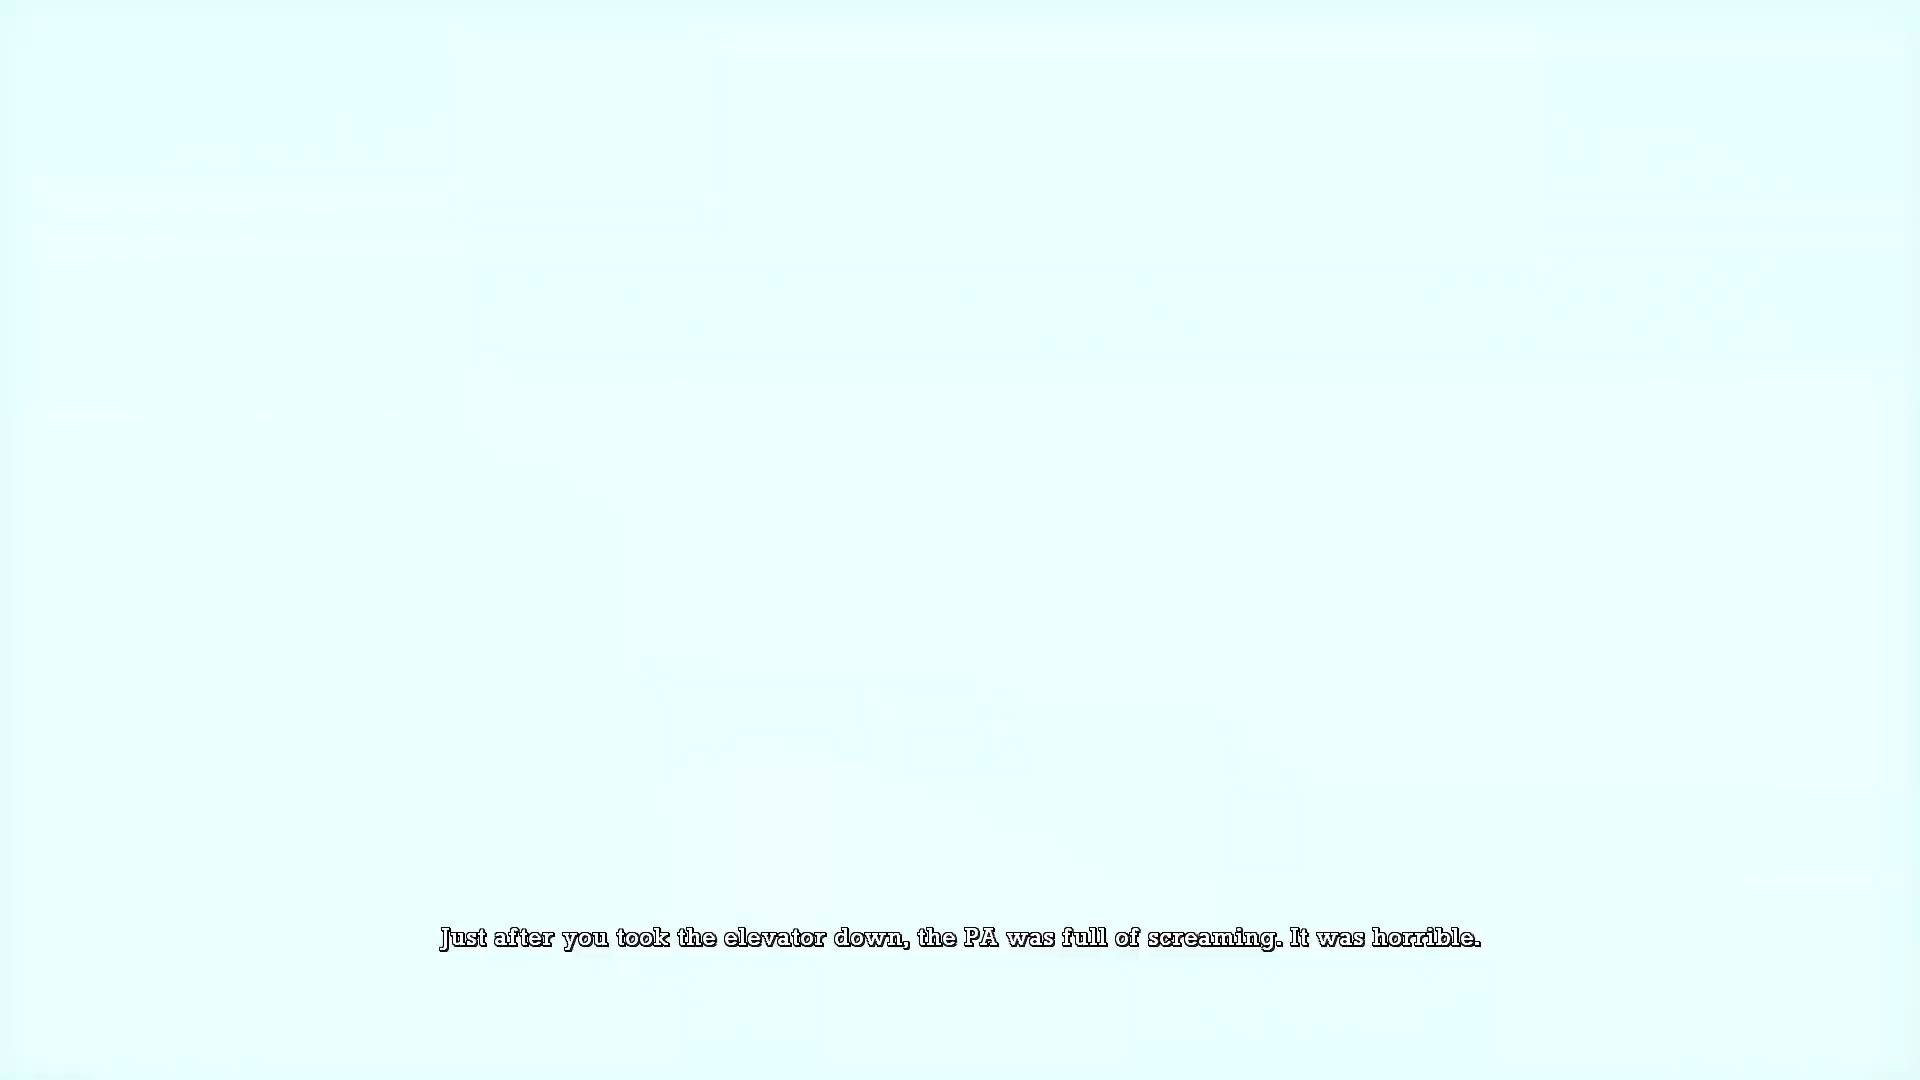 Just after you took the elevator down, the PA was full of screaming. It was horrible.